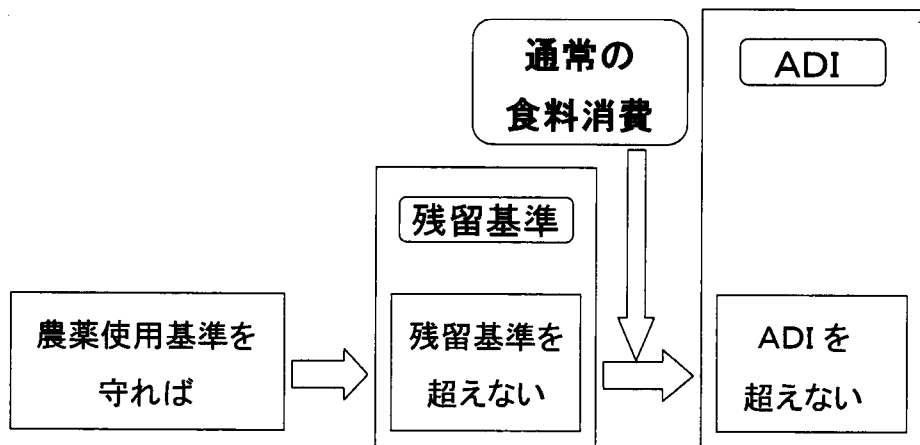 通常の
食料消費
ADI
残留基準
農薬使用基準を
守れば
残留基準を
超えない
ADI を
超えない